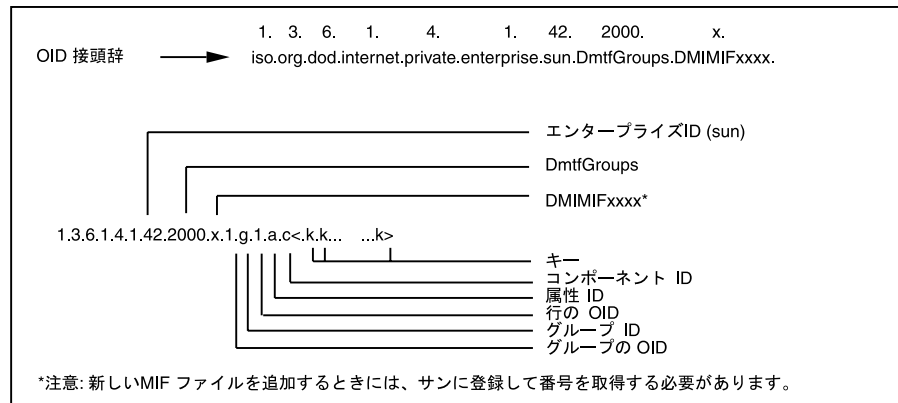 1. 3. 6. 1. 4. 1. 42. 2000. x.
OID 接頭辞
iso.org.dod.internet.private.enterprise.sun.DmtfGroups.DMIMIFxxxx.
エンタープライズID (sun)
DmtfGroups
DMIMIFxxxx*
1.3.6.1.4.1.42.2000.x.1.g.1.a.c<.k.k... ...k>
キー
コンポーネント ID
属性 ID
行の OID
グループ ID
グループの OID
*注意: 新しいMIF ファイルを追加するときには、サンに登録して番号を取得する必要があります。